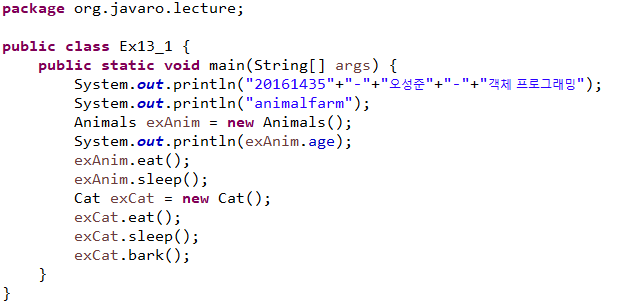 package org.javaro.lecture;

public class Ex13_1 {
    public static void main(String[] args) {
        System.out.println("20161435"+"-"+"오성준"+"-"+"객체 프로그래밍");
        System.out.println("animalfarm");
        Animals exAnim = new Animals();
        System.out.println(exAnim.age);
        exAnim.eat();
        exAnim.sleep();
        Cat exCat = new Cat();
        exCat.eat();
        exCat.sleep();
        exCat.bark();
    }
}